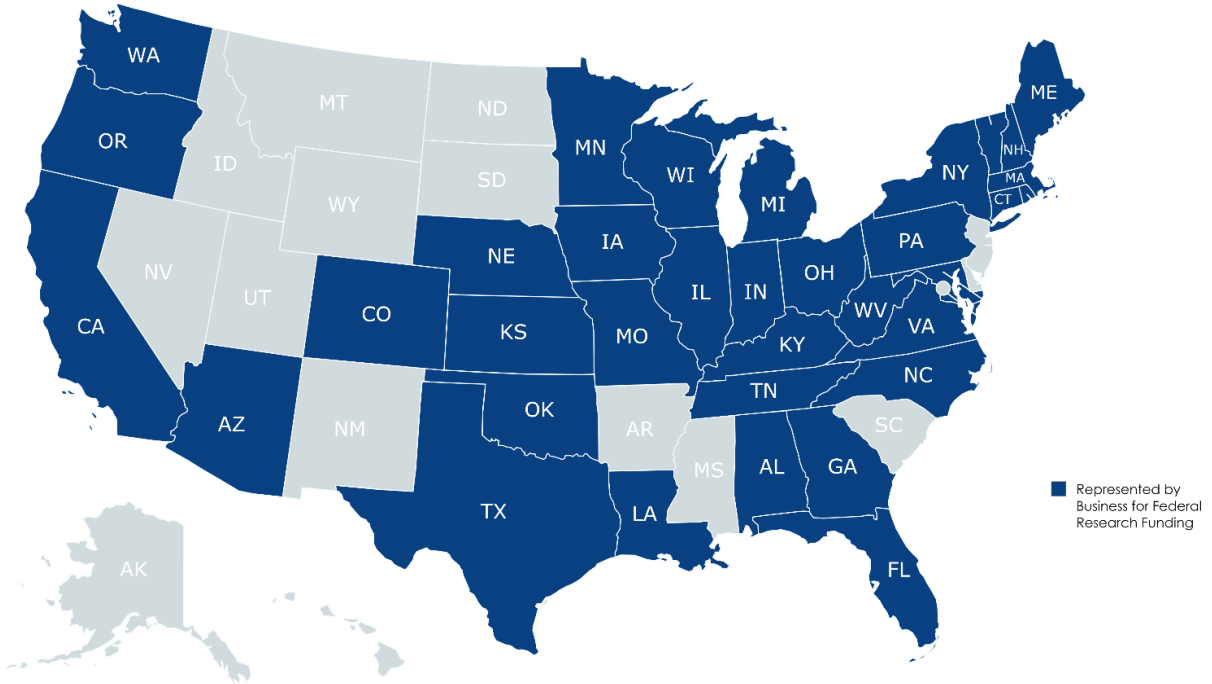 WA
MT
ND
ME
OR
ID
SD
MN
WI
MI
NY
NH
MA
CT
WY
NV
UT
CO
NE
IA
IL
IN
OH
PA
CA
KS
MO
KY
WV
VA
AZ
NM
OK
AR
TN
NC
SC
TX
LA
MS
AL
GA
FL
AK
Represented by
Business for Federal
Research Funding